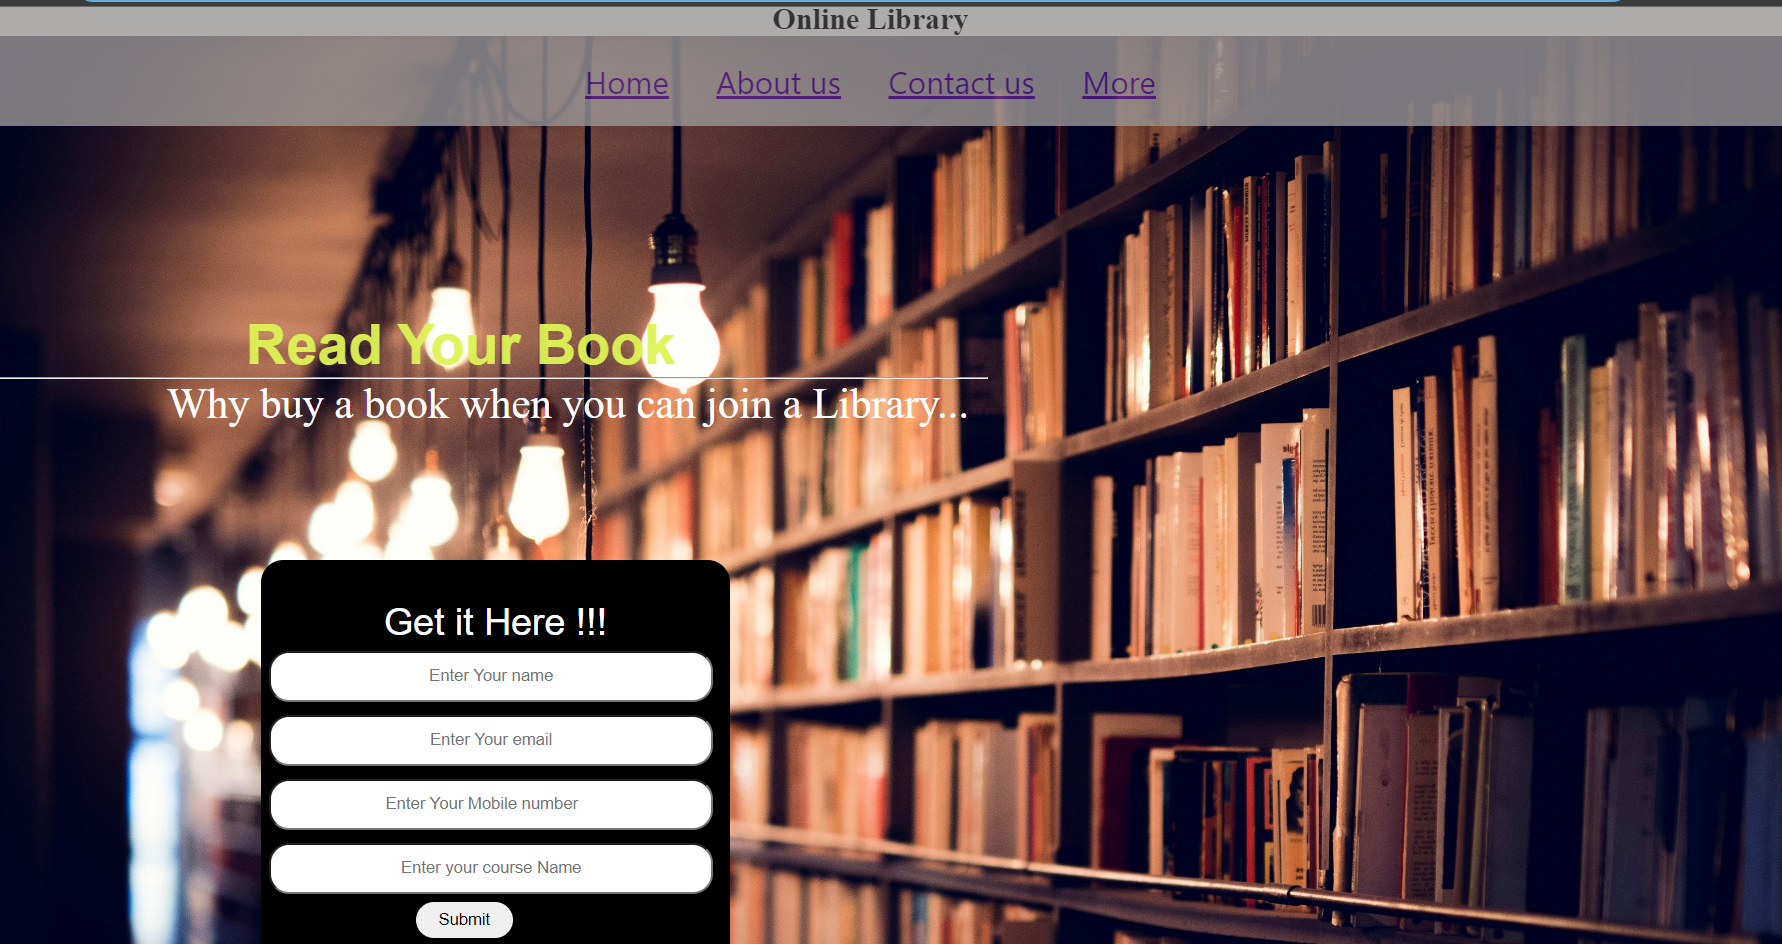 Online Library
Home About us Contact us More
Read Your Book
Why buy a book when you can join a Library...
Get it Here !!!
Enter Your name
Enter Your email
Enter Your Mobile number
Enter your course Name
Submit